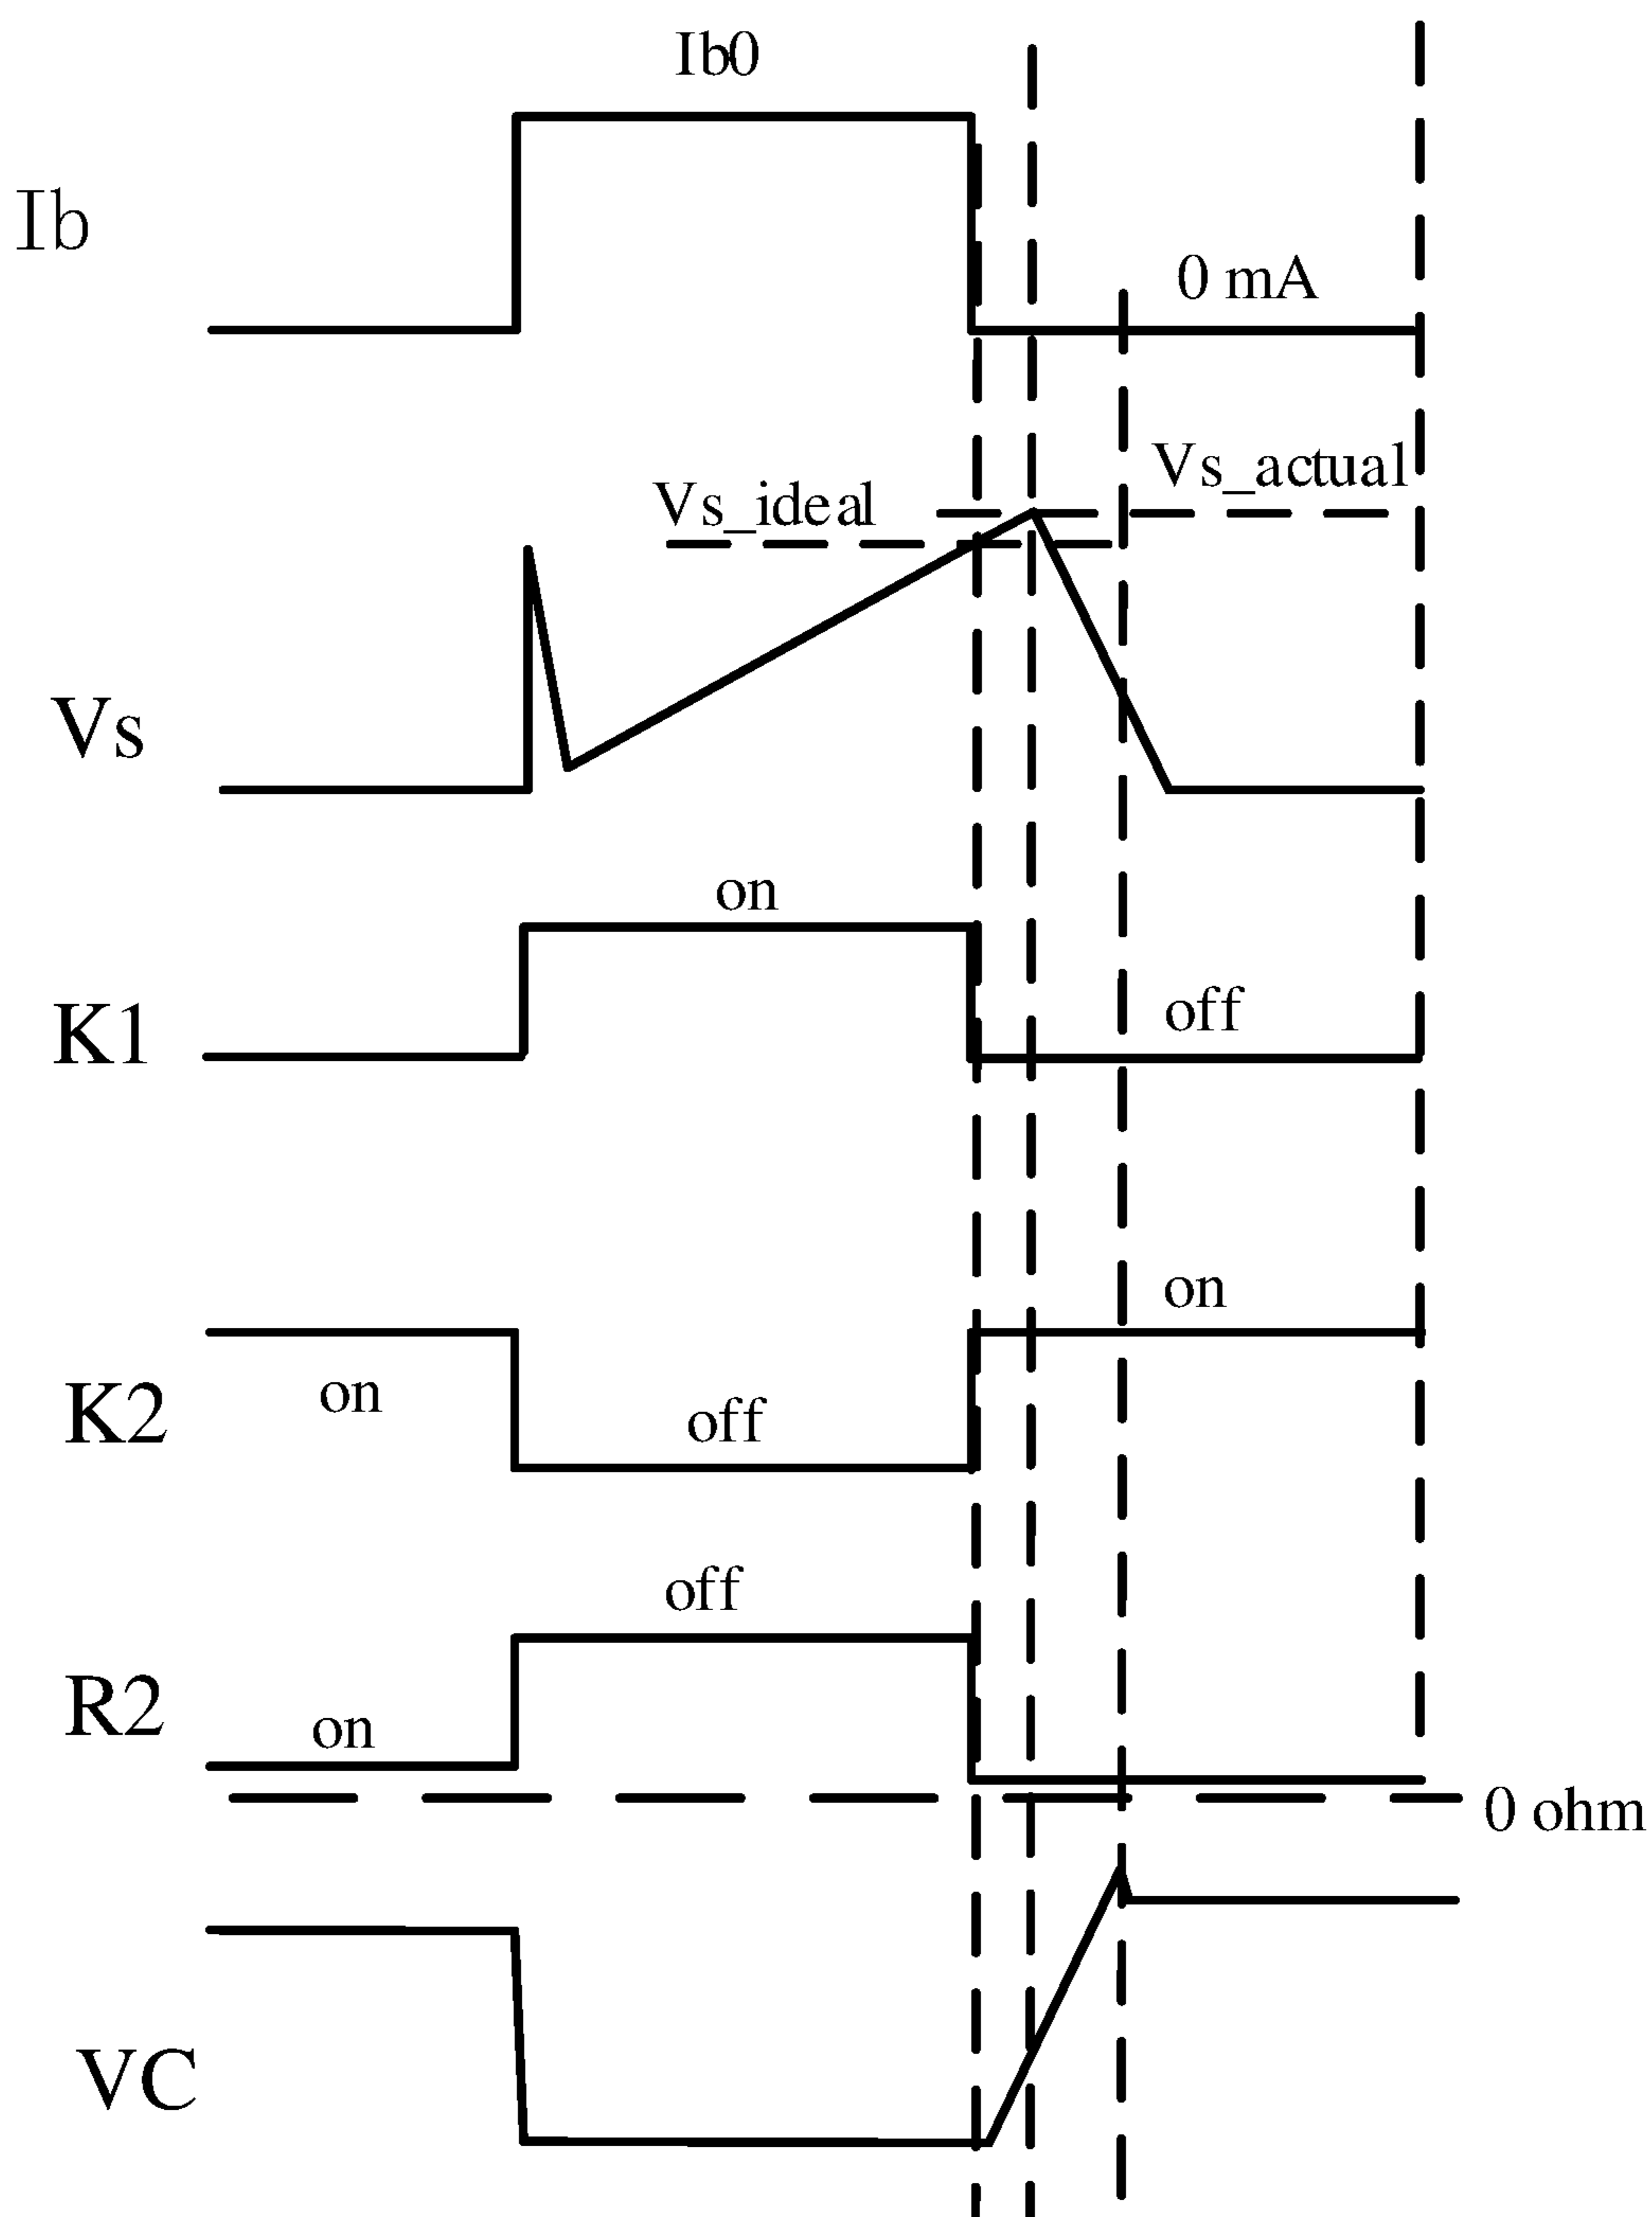 Ib0
Ib
0 mA
Vs_actual
Vs_ideal
Vs
on
K1
off
on
K2
on
off
off
R2
on
0 ohm
VC